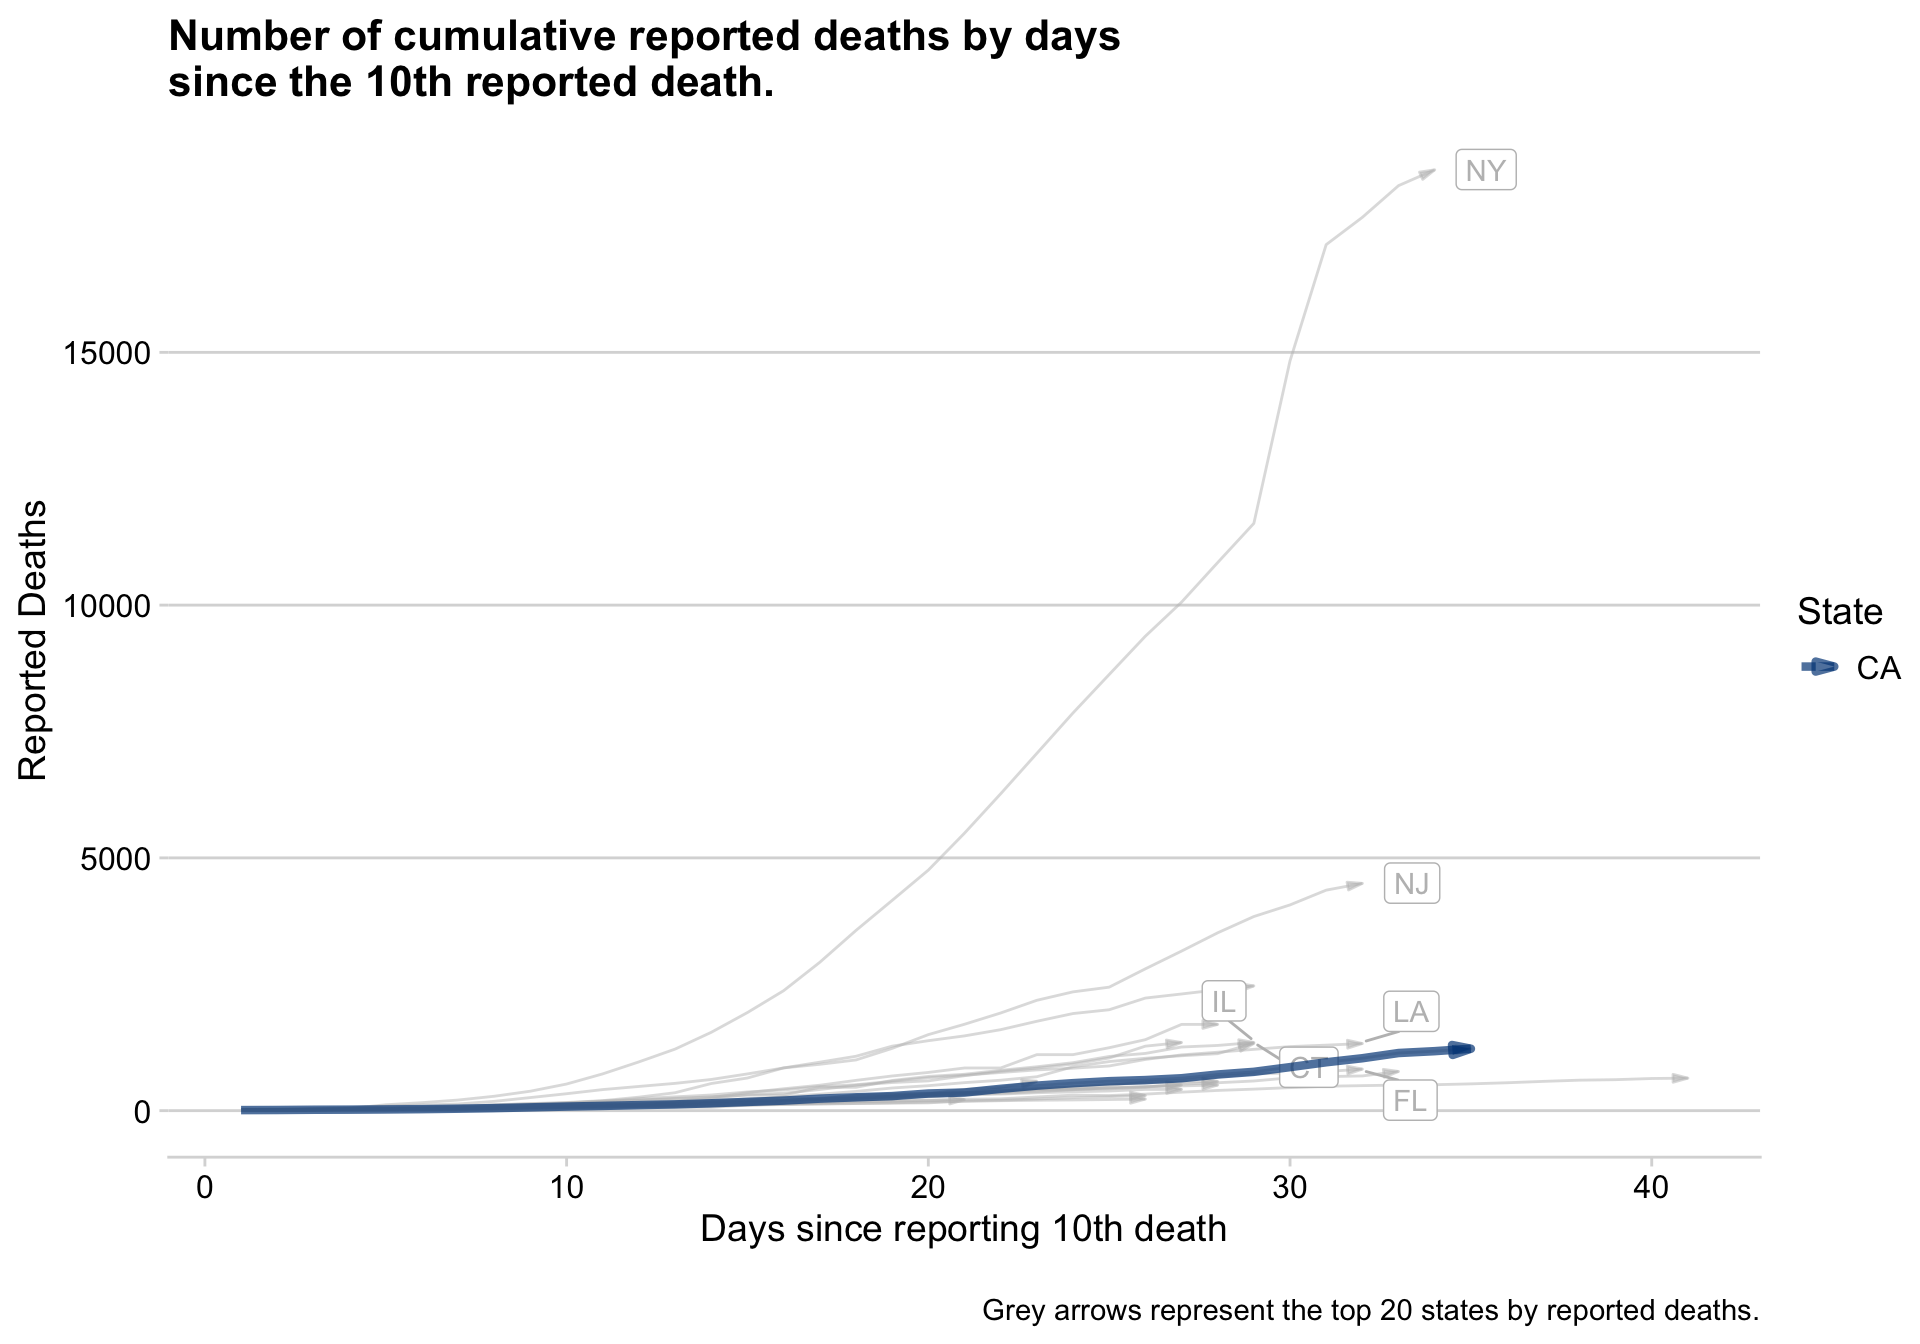 Number of cumulative reported deaths by days
since the 10th reported death.
NY
15000
10000
5000
0
Reported Deaths
NJ
IL
LA
CT
FL
State
CA
0 10 20 30 40
Days since reporting 10th death
Grey arrows represent the top 20 states by reported deaths.